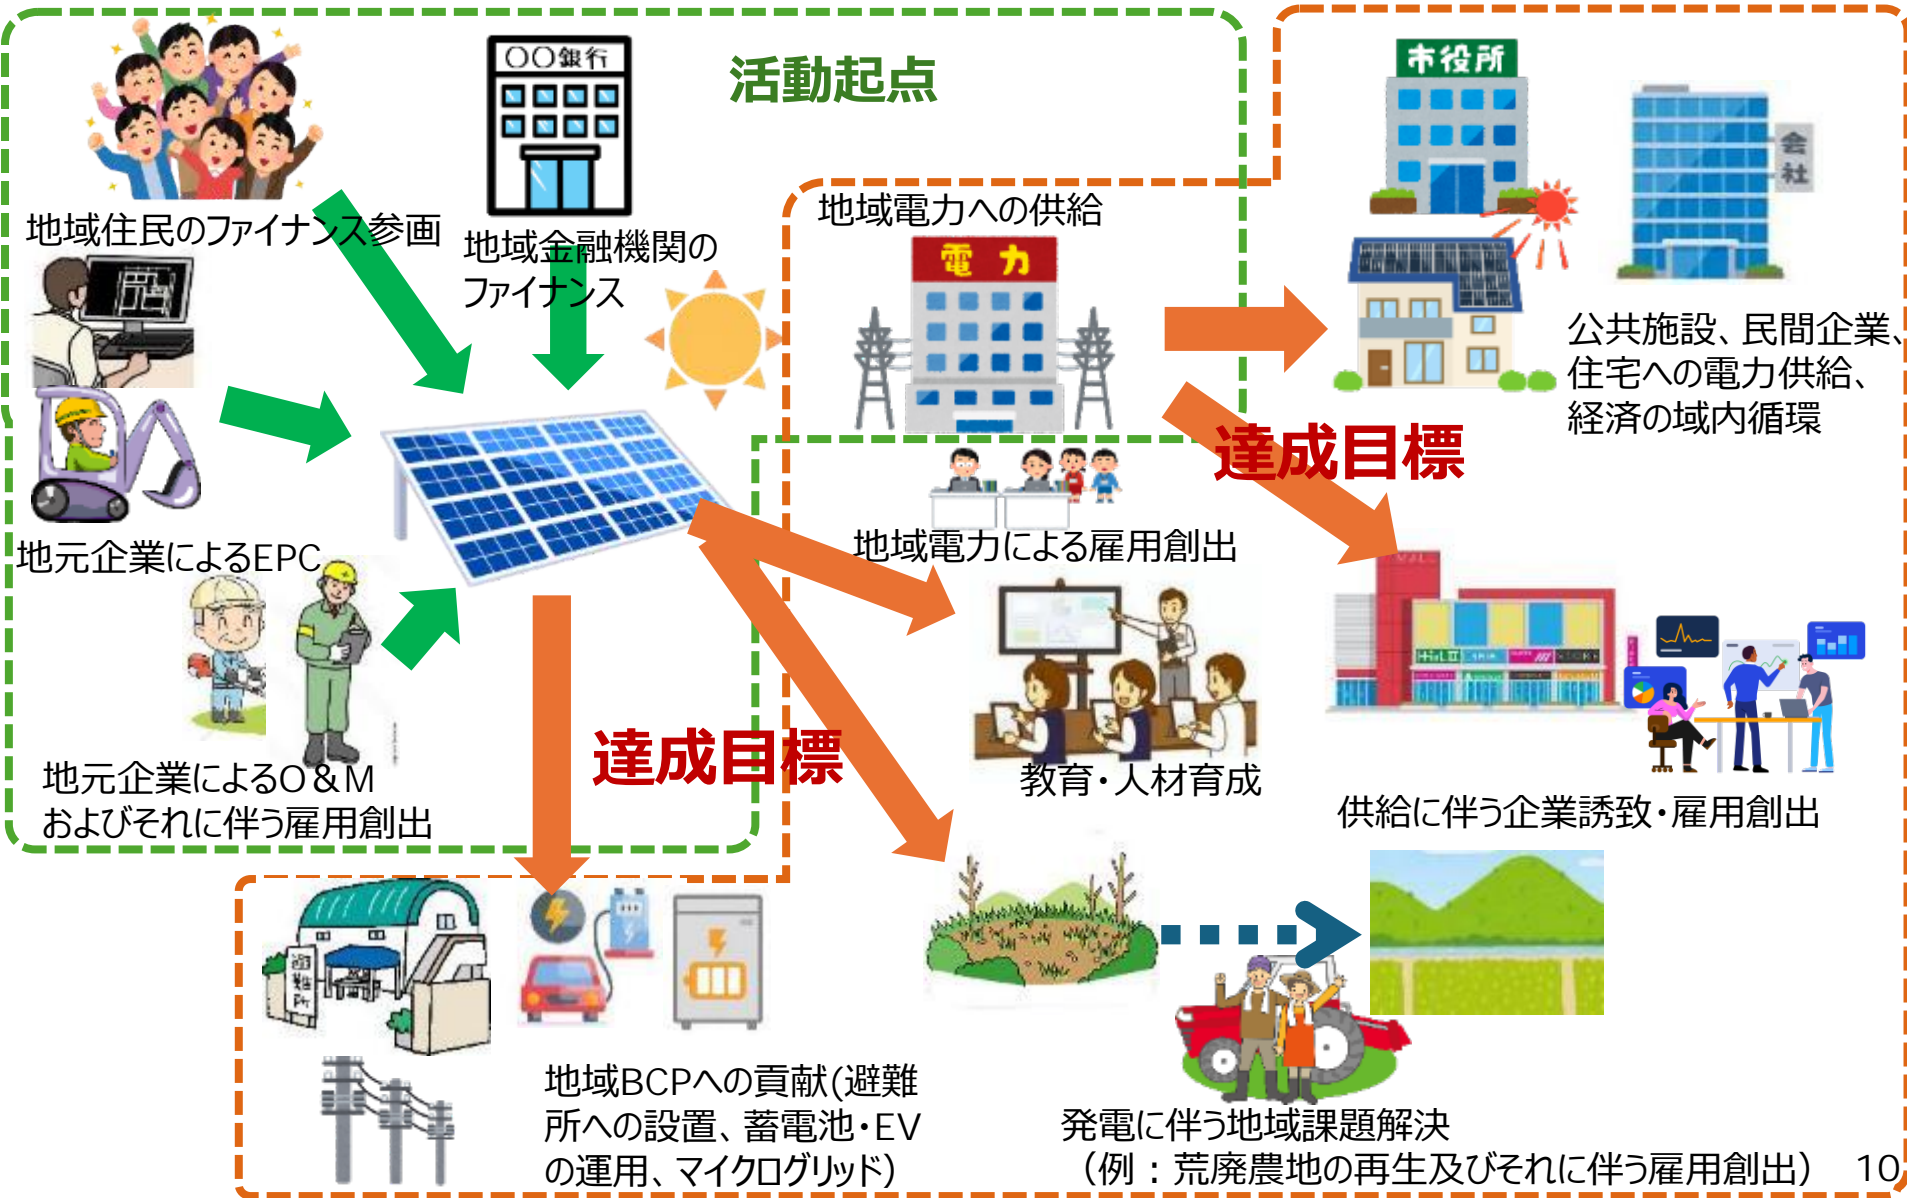 活動起点
〇〇銀行
市役所
会社
地域住民のファイナンス参画
地域金融機関の
ファイナンス
地域電力への供給
電力
公共施設、民間企業、
住宅への電力供給、
経済の域内循環
達成目標
地元企業によるEPC
地域電力による雇用創出
達成目標
教育・人材育成
地元企業によるO&M
およびそれに伴う雇用創出
供給に伴う企業誘致・雇用創出
避難所
地域BCPへの貢献(避難
所への設置、蓄電池・EV
の運用、マイクログリッド)
発電に伴う地域課題解決
（例：荒廃農地の再生及びそれに伴う雇用創出）
10